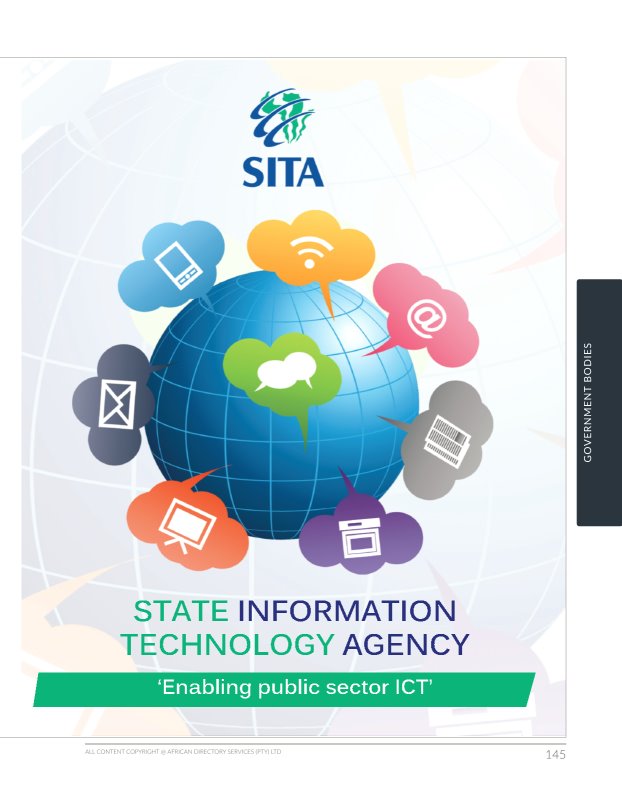 SITA
@
STATE INFORMATION
TECHNOLOGY AGENCY
‘Enabling public sector ICT’
GOVERNMENT BODIES
ALL CONTENT COPYRIGHT @ AFRICAN DIRECTORY SERVICES (PTY) LTD
145